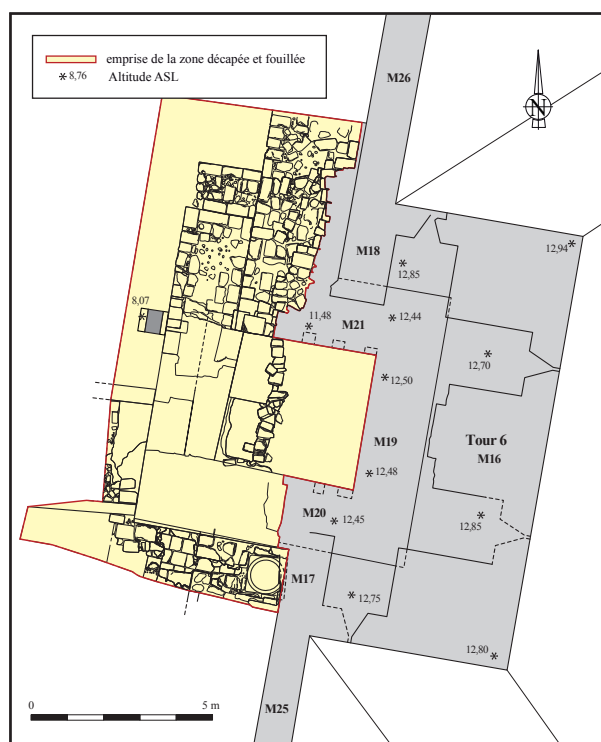 emprise de la zone décapée et fouillée
8,76 Altitude ASL
M26
N
12,94
M18
12,85
8,07
11,48
M21
12,44
12,70
12,50
Tour 6
M19
M16
12,48
12,85
M20
12,45
M17
12,75
12,80
0 5 m
M25